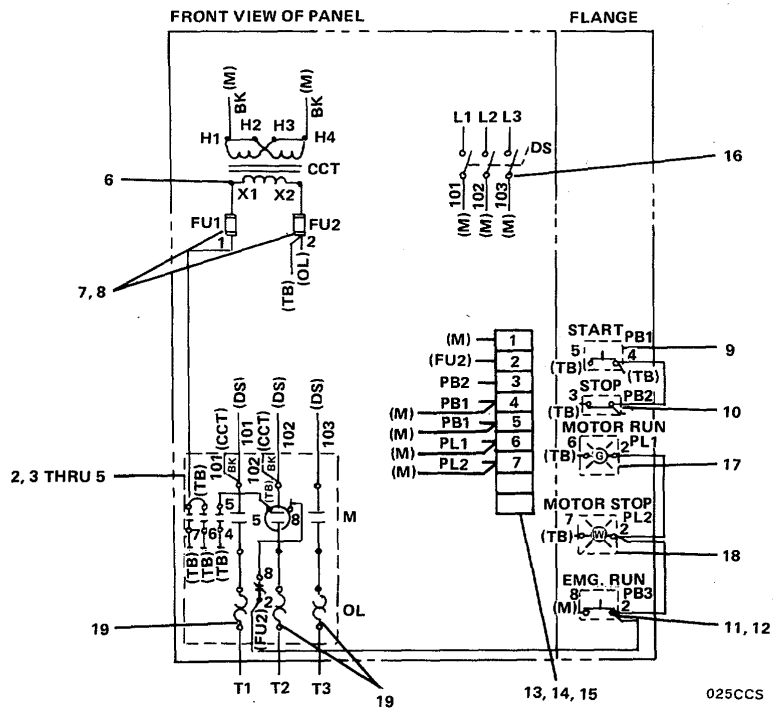 FRONT VIEW OF PANEL
FLANGE
(M)
(M)
BK
BK
H1
H2
H3
H4
CCT
6
X1
X2
FU1
FU2
1
2
(TB)
(OL)
7, 8
L1
L2
L3
DS
16
101
102
103
(M)
(M)
(M)
(M)
1
(FU2)
2
PB2
3
PB1
4
(M)
PB1
5
(M)
PL1
6
(M)
PL2
7
(M)
START
PB1
5
4
9
(TB)
(TB)
STOP
3
PB2
(TB)
10
MOTOR RUN
6
2
PL1
(TB)
G
17
MOTOR STOP
7
PL2
2
(TB)
W
18
EMG. RUN
8
PB3
(M)
2
11, 12
(DS)
(DS)
(DS)
101
(CCT)
101
102
(CCT)
102
103
BK
BK
2, 3 THRU 5
(TB)
(TB)
5
5
8
M
7
6
4
(TB)
(TB)
(TB)
8
2
OL
(FU2)
19
T1
T2
T3
19
13, 14, 15
025CCS